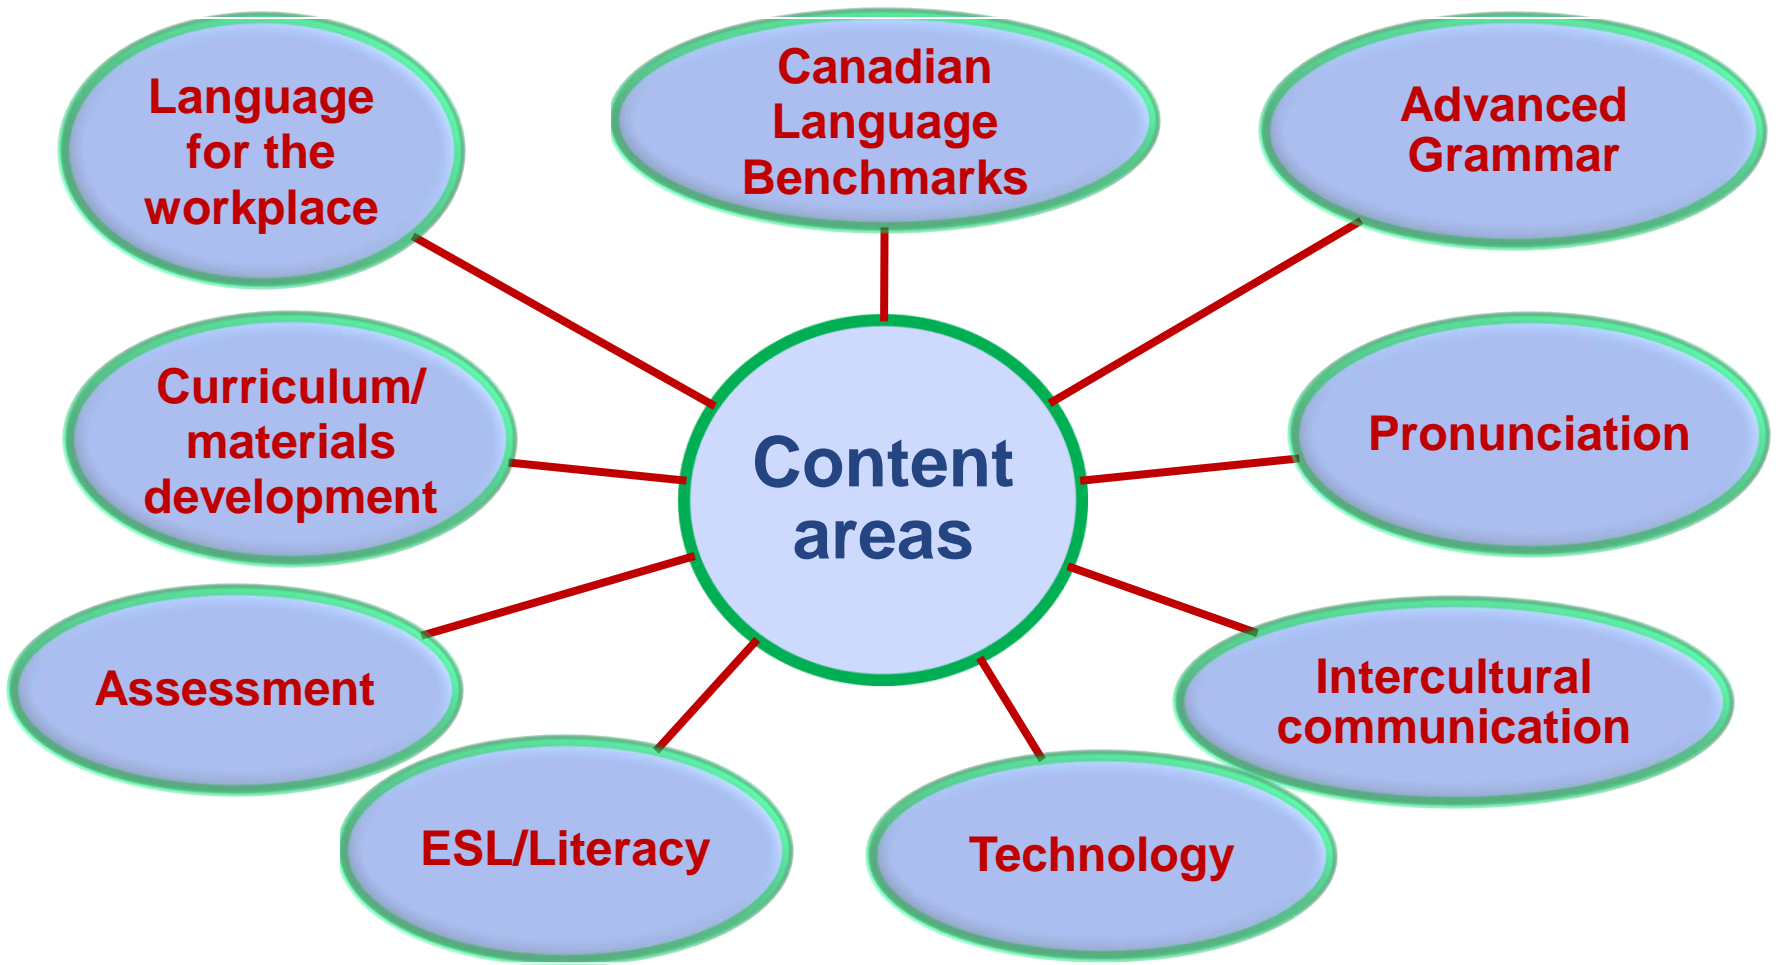 Language
for the
workplace
Canadian
Language
Benchmarks
Advanced
Grammar
Curriculum/
materials
development
Content
areas
Pronunciation
Assessment
Intercultural
communication
ESL/Literacy
Technology